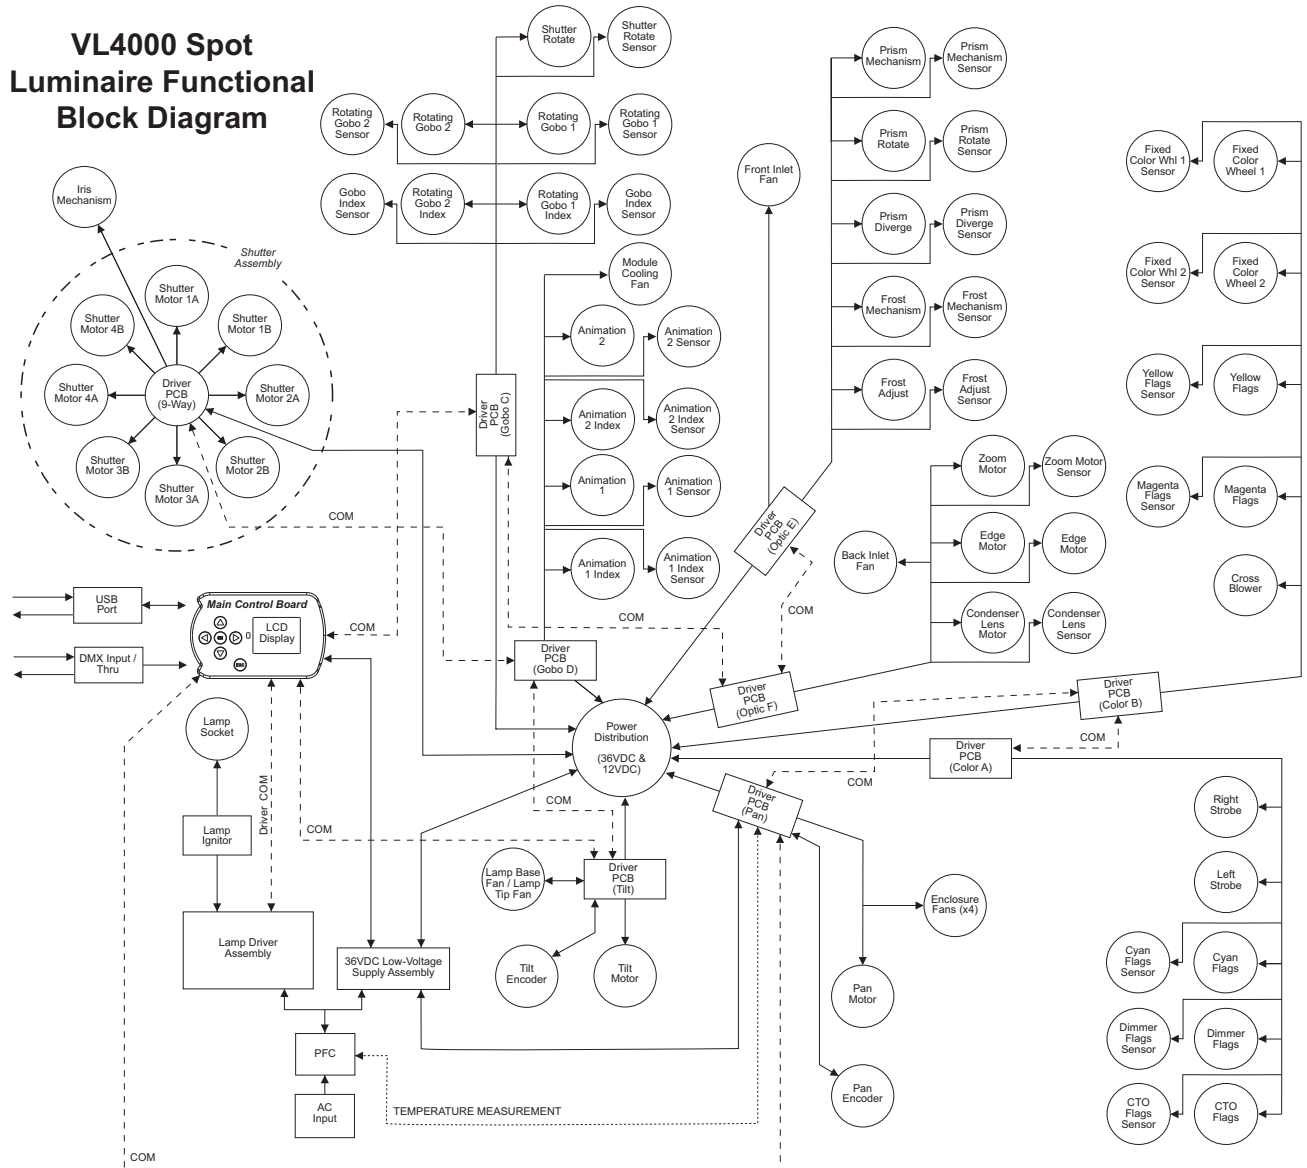 VL4000 Spot
Luminaire Functional
Block Diagram
Shutter
Rotate
Shutter
Rotate
Sensor
Rotating
Gobo 2
Sensor
Rotating
Gobo 2
Rotating
Gobo 1
Rotating
Gobo 1
Sensor
Gobo
Index
Sensor
Rotating
Gobo 2
Index
Rotating
Gobo 1
Index
Gobo
Index
Sensor
Module
Cooling
Fan
Animation
2
Animation
2 Sensor
Animation
2 Index
Animation
2 Index
Sensor
Animation
1
Animation
1 Sensor
Animation
1 Index
Animation
1 Index
Sensor
Driver
PCB
(Gobo C)
Driver
PCB
(Gobo D)
Iris
Mechanism
Shutter
Assembly
Shutter
Motor 1A
Shutter
Motor 4B
Shutter
Motor 1B
Shutter
Motor 4A
Driver
PCB
(9-Way)
Shutter
Motor 2A
Shutter
Motor 3B
Shutter
Motor 2B
Shutter
Motor 3A
COM
Front Inlet
Fan
Prism
Mechanism
Prism
Mechanism
Sensor
Prism
Rotate
Prism
Rotate
Sensor
Prism
Diverge
Prism
Diverge
Sensor
Frost
Mechanism
Frost
Mechanism
Sensor
Frost
Adjust
Frost
Adjust
Sensor
Driver
PCB
(Optic E)
COM
COM
Driver
PCB
(Optic F)
Back Inlet
Fan
Zoom
Motor
Zoom Motor
Sensor
Edge
Motor
Edge
Motor
Condenser
Lens
Motor
Condenser
Lens
Sensor
Fixed
Color Whl 1
Sensor
Fixed
Color
Wheel 1
Fixed
Color Whl 2
Sensor
Fixed
Color
Wheel 2
Yellow
Flags
Sensor
Yellow
Flags
Magenta
Flags
Sensor
Magenta
Flags
Cross
Blower
Driver
PCB
(Color B)
COM
Driver
PCB
(Color A)
COM
USB
Port
DMX Input /
Thru
Main Control Board
LCD
Display
ESC
COM
Lamp
Socket
Lamp
Ignitor
Driver COM
COM
Lamp Driver
Assembly
36VDC Low-Voltage
Supply Assembly
PFC
AC
Input
TEMPERATURE MEASUREMENT
COM
Power
Distribution
(36VDC &
12VDC)
COM
Driver
PCB
(Tilt)
Lamp Base
Fan / Lamp
Tip Fan
Tilt
Encoder
Tilt
Motor
Driver
PCB
(Pan)
Enclosure
Fans (x4)
Pan
Motor
Pan
Encoder
Right
Strobe
Left
Strobe
Cyan
Flags
Sensor
Cyan
Flags
Dimmer
Flags
Sensor
Dimmer
Flags
CTO
Flags
Sensor
CTO
Flags